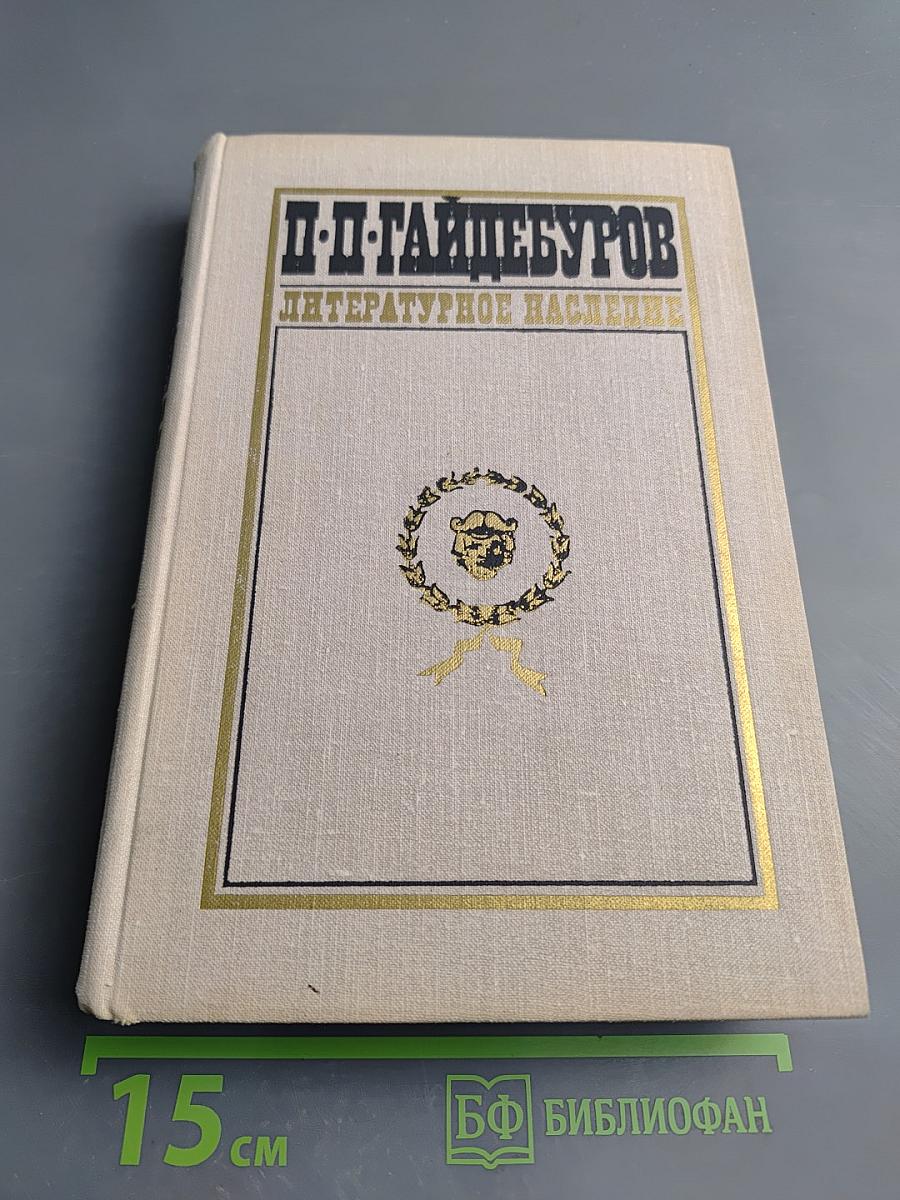 П·П·ГАЙДЕБУРОВ
ЛИТЕРАТУРНОЕ НАСЛЕДИЕ
15 см
БФ БИБЛИОФАН